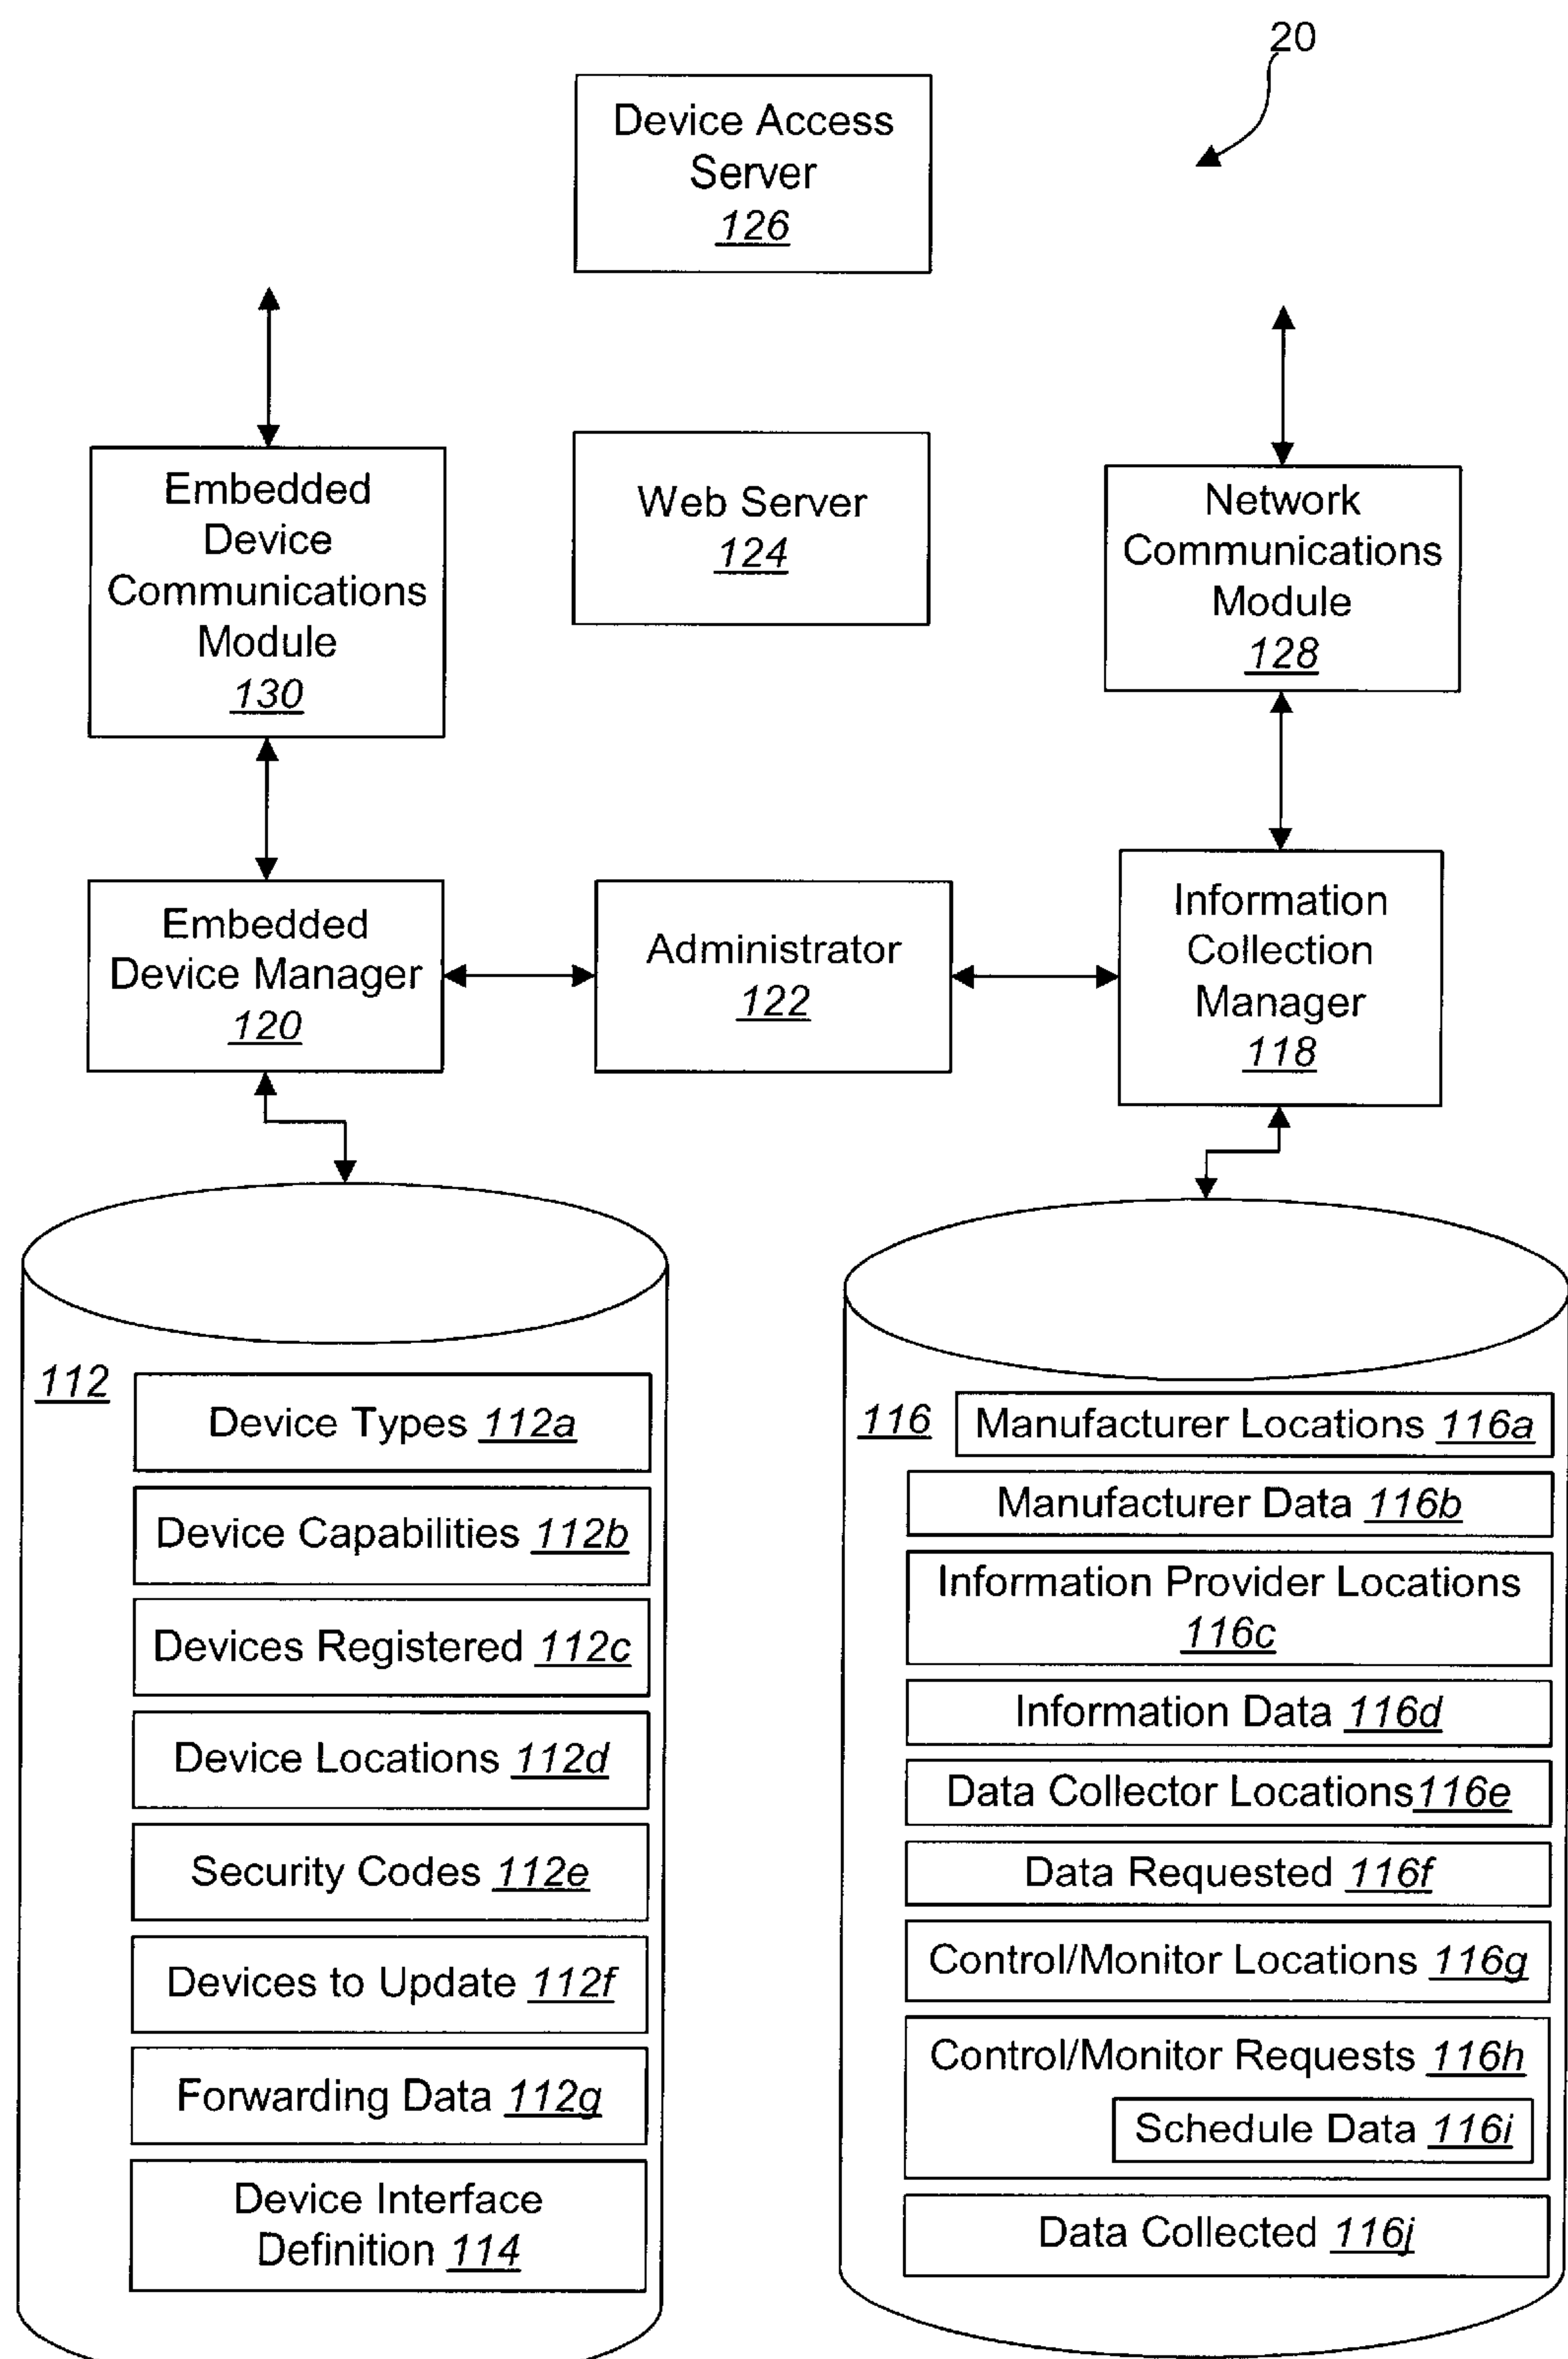 20
Device Access
Server
126
Embedded
Device
Communications
Module
130
Web Server
124
Network
Communications
Module
128
Embedded
Device Manager
120
Administrator
122
Information
Collection
Manager
118
112
Device Types 112a
Device Capabilities 112b
Devices Registered 112c
Device Locations 112d
Security Codes 112e
Devices to Update 112f
Forwarding Data 112g
Device Interface
Definition 114
116
Manufacturer Locations 116a
Manufacturer Data 116b
Information Provider Locations
116c
Information Data 116d
Data Collector Locations116e
Data Requested 116f
Control/Monitor Locations 116g
Control/Monitor Requests 116h
Schedule Data 116i
Data Collected 116j